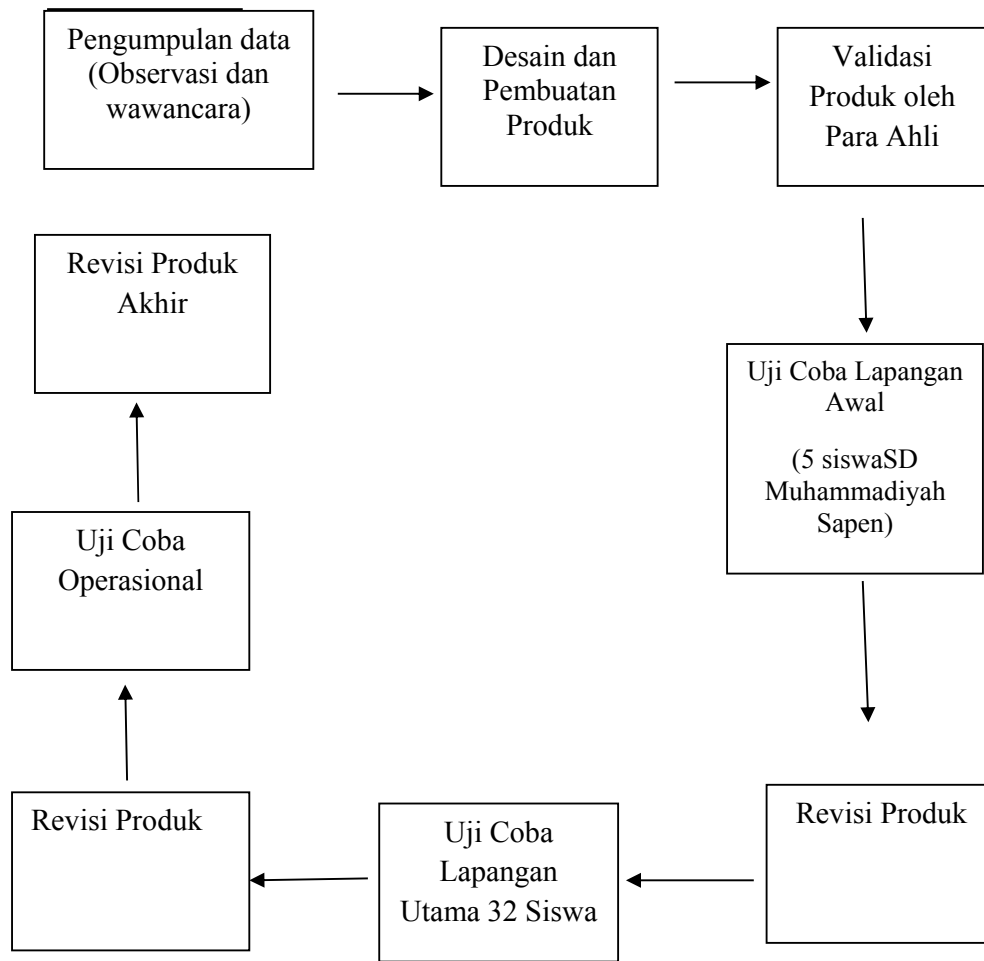 Pengumpulan data
(Observasi dan
wawancara)
Desain dan
Pembuatan
Produk
Validasi
Produk oleh
Para Ahli
Uji Coba Lapangan
Awal
(5 siswaSD
Muhammadiyah
Sapen)
Revisi Produk
Uji Coba
Lapangan
Utama 32 Siswa
Revisi Produk
Uji Coba
Operasional
Revisi Produk
Akhir